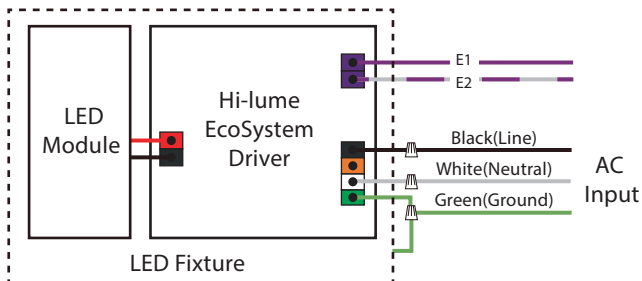 LED
Module
Hi-lume
EcoSystem
Driver
E1
E2
Black(Line)
White(Neutral)
Green(Ground)
AC
Input
LED Fixture